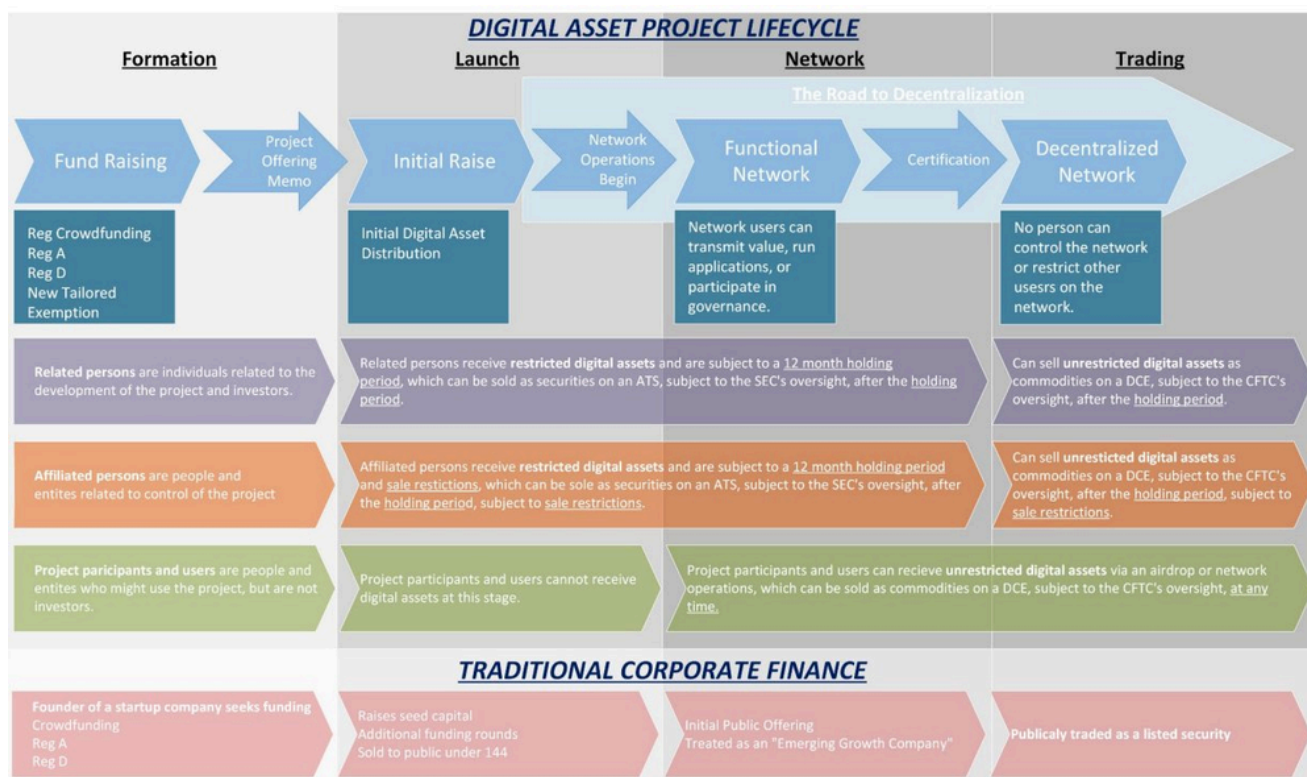 DIGITAL ASSET PROJECT LIFECYCLE
Formation
Launch
Network
Trading
The Road to Decentralization
Fund Raising
Project
Offering
Memo
Initial Raise
Network
Operations
Begin
Functional
Network
Certification
Decentralized
Network
Reg Crowdfunding
Reg A
Reg D
New Tailored
Exemption
Initial Digital Asset
Distribution
Network users can
transmit value, run
applications, or
participate in
governance.
No person can
control the network
or restrict other
usesrs on the
network.
Related persons are individuals related to the
development of the project and investors.
Related persons receive restricted digital assets and are subject to a 12 month holding
period, which can be sold as securities on an ATS, subject to the SEC's oversight, after the holding
period.
Can sell unrestricted digital assets as
commodities on a DCE, subject to the CFTC's
oversight, after the holding period.
Affiliated persons are people and
entites related to control of the project
Affiliated persons receive restricted digital assets and are subject to a 12 month holding period
and sale restictions, which can be sole as securities on an ATS, subject to the SEC's oversight, after
the holding period, subject to sale restrictions.
Can sell unresticted digital assets as
commodities on a DCE, subject to the CFTC's
oversight, after the holding period, subject to
sale restrictions.
Project paricipants and users are people and
entites who might use the project, but are not
investors.
Project participants and users cannot receive
digital assets at this stage.
Project participants and users can recieve unrestricted digital assets via an airdrop or network
operations, which can be sold as commodities on a DCE, subject to the CFTC's oversight, at any
time.
TRADITIONAL CORPORATE FINANCE
Founder of a startup company seeks funding
Crowdfunding
Reg A
Reg D
Raises seed capital
Additional funding rounds
Sold to public under 144
Initial Public Offering
Treated as an "Emerging Growth Company"
Publicaly traded as a listed security